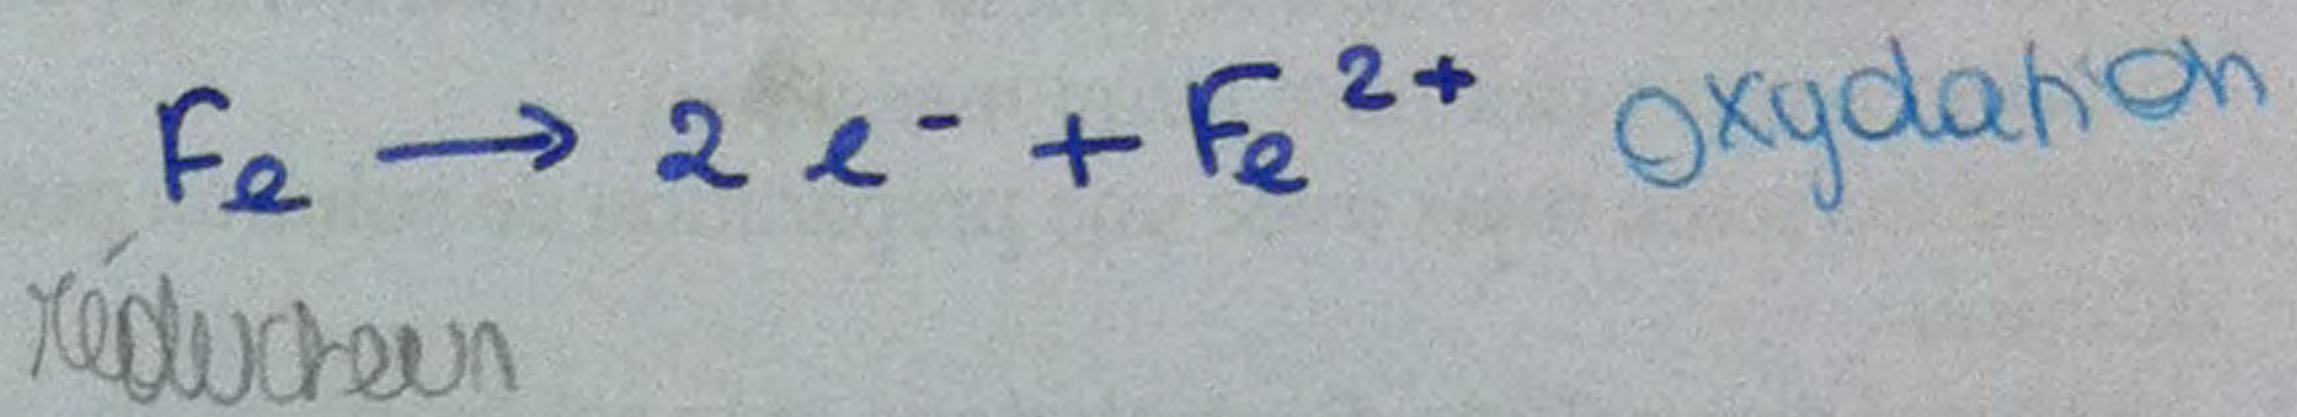 Fe → 2 e⁻ + Fe²⁺ oxydation
réducteur